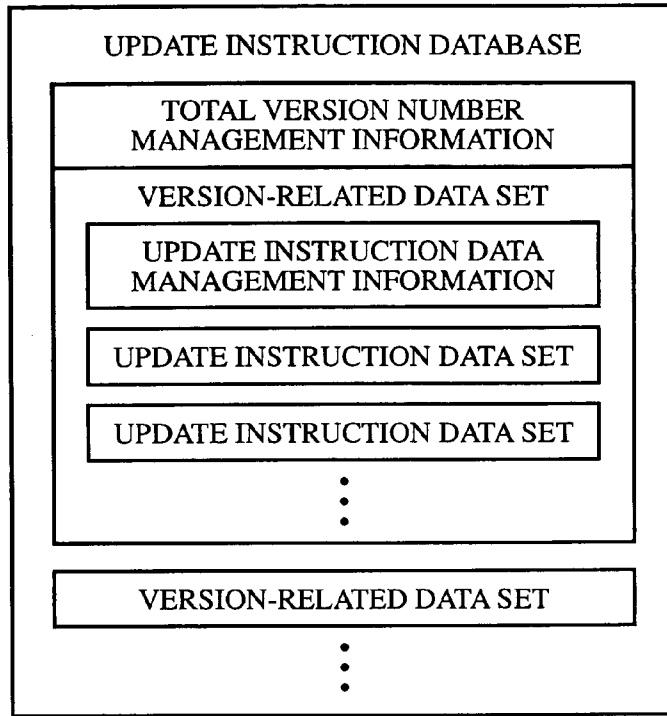 UPDATE INSTRUCTION DATABASE
TOTAL VERSION NUMBER
MANAGEMENT INFORMATION
VERSION-RELATED DATA SET
UPDATE INSTRUCTION DATA
MANAGEMENT INFORMATION
UPDATE INSTRUCTION DATA SET
UPDATE INSTRUCTION DATA SET
VERSION-RELATED DATA SET